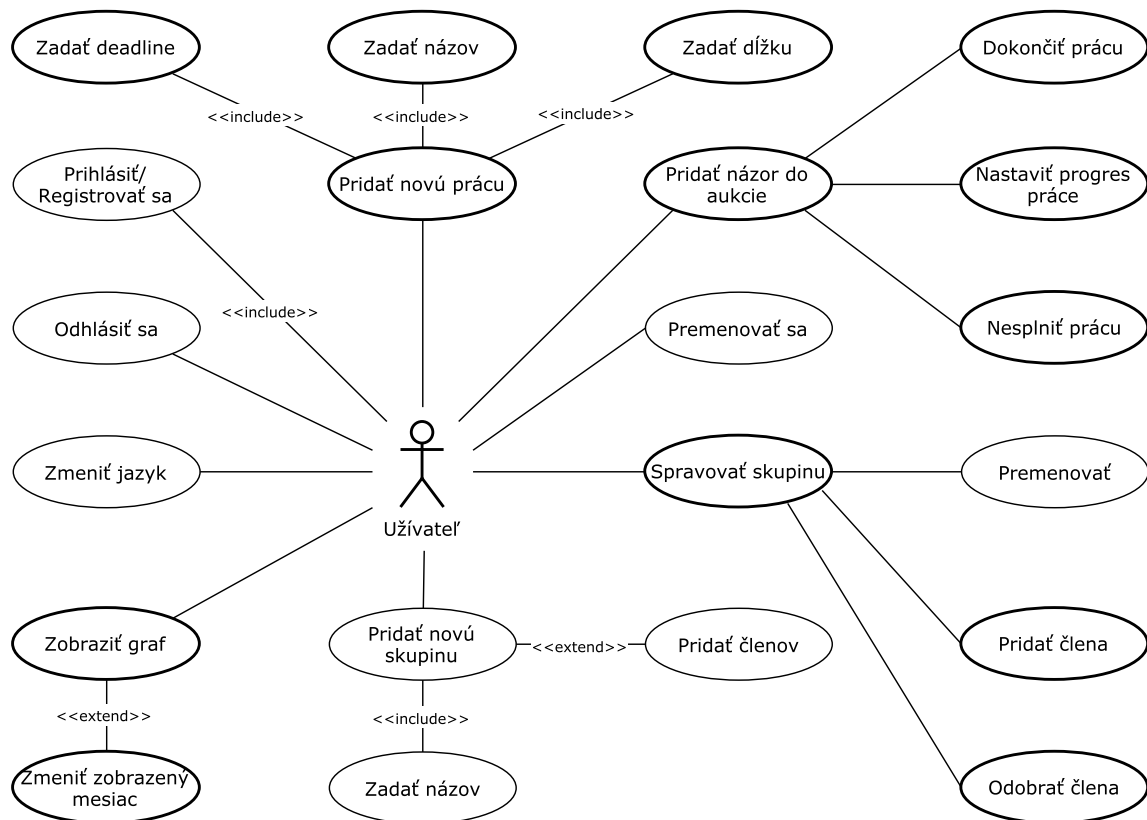 Zadať deadline
Zadať názov
Zadať dĺžku
Dokončiť prácu
<<include>>
<<include>>
<<include>>
Prihlásiť/
Registrovať sa
Pridať novú prácu
Pridať názor do
aukcie
Nastaviť progres
práce
<<include>>
Odhlásiť sa
Premenovať sa
Nesplniť prácu
Zmeniť jazyk
Spravovať skupinu
Premenovať
Užívateľ
Zobraziť graf
Pridať novú
skupinu
<<extend>>
Pridať členov
Pridať člena
<<extend>>
<<include>>
Zmeniť zobrazený
mesiac
Zadať názov
Odobrať člena